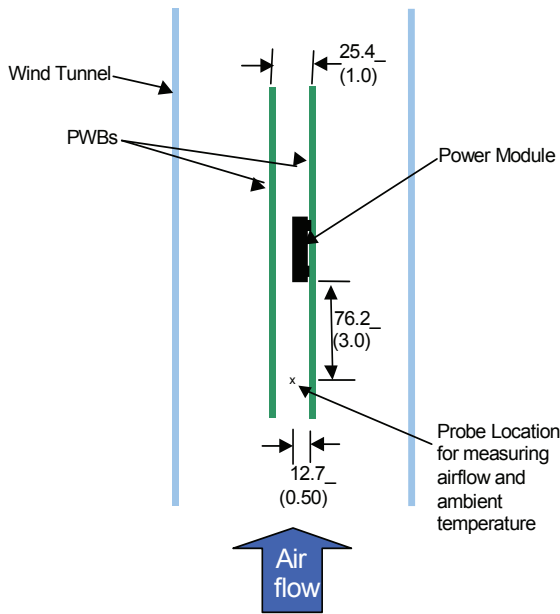 25.4_
(1.0)
Wind Tunnel
PWBs
Power Module
76.2_
(3.0)
x
Probe Location
for measuring
airflow and
ambient
temperature
12.7_
(0.50)
Air
flow